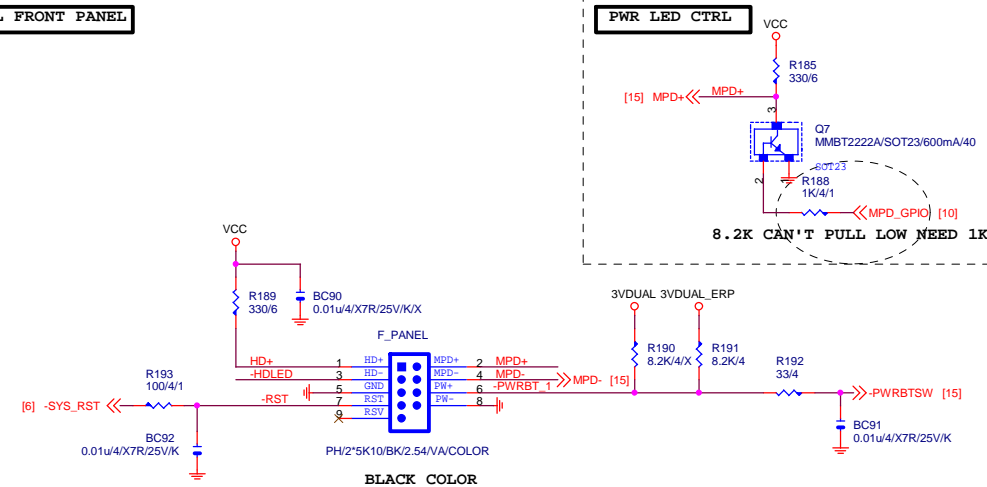 FRONT PANEL
PWR LED CTRL
VCC
R185
330/6
[15] MPD+
MPD+
3
Q7
MMBT2222A/SOT23/600mA/40
SOT23
2
R188
1K/4/1
MPD_GPIO [10]
8.2K CAN'T PULL LOW NEED 1K
VCC
R189
330/6
BC90
0.01u/4/X7R/25V/K/X
3VDUAL
3VDUAL_ERP
R190
8.2K/4/X
R191
8.2K/4
R192
33/4
F_PANEL
HD+ 1 HD+ MPD+ 2 MPD+
-HDLED 3 HD- MPD- 4 MPD- MPD- [15]
5 GND PW+ 6 -PWRBT_1
-RST 7 RST PW- 8
9 RSV
R193
100/4/1
[6] -SYS_RST
BC92
0.01u/4/X7R/25V/K
-PWRBTSW [15]
BC91
0.01u/4/X7R/25V/K
PH/2*5K10/BK/2.54/VA/COLOR
BLACK COLOR